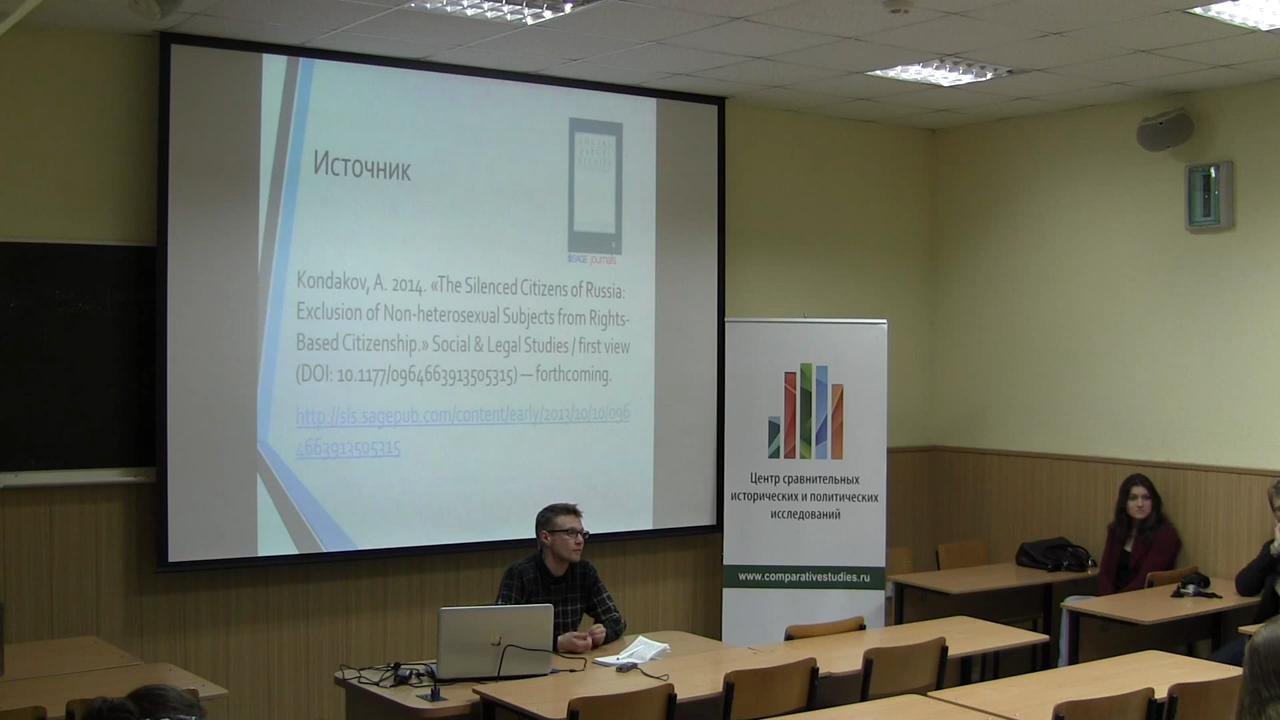 Источник
SAGE journals
Kondakov, A. 2014. «The Silenced Citizens of Russia:
Exclusion of Non-heterosexual Subjects from Rights-
Based Citizenship.» Social & Legal Studies / first view
(DOI: 10.1177/0964663913505315) — forthcoming.
http://sls.sagepub.com/content/early/2013/10/10/096
4663913505315
Центр сравнительных
исторических и политических
исследований
www.comparativestudies.ru